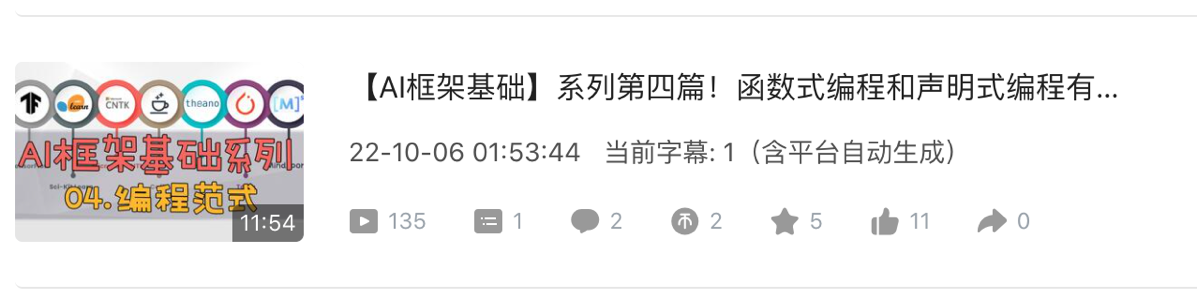 【AI框架基础】系列第四篇！函数式编程和声明式编程有...
22-10-06 01:53:44 当前字幕: 1（含平台自动生成）
135 1 2 2 5 11 0
learn
CNTK
theano
[M]
AI框架基础系列
04.编程范式
11:54